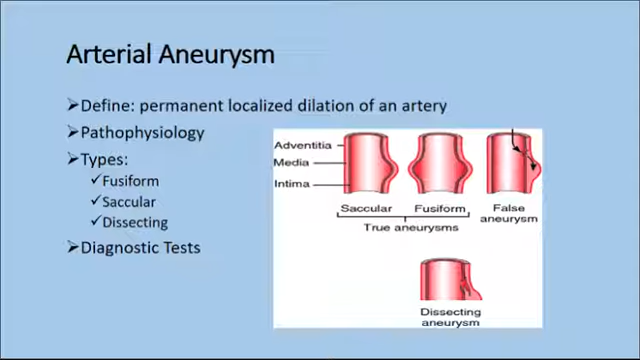 Arterial Aneurysm
➢Define: permanent localized dilation of an artery
➢Pathophysiology
➢Types:
✓Fusiform
✓Saccular
✓Dissecting
➢Diagnostic Tests
Adventitia
Media
Intima
Saccular Fusiform False
aneurysm
True aneurysms
Dissecting
aneurysm